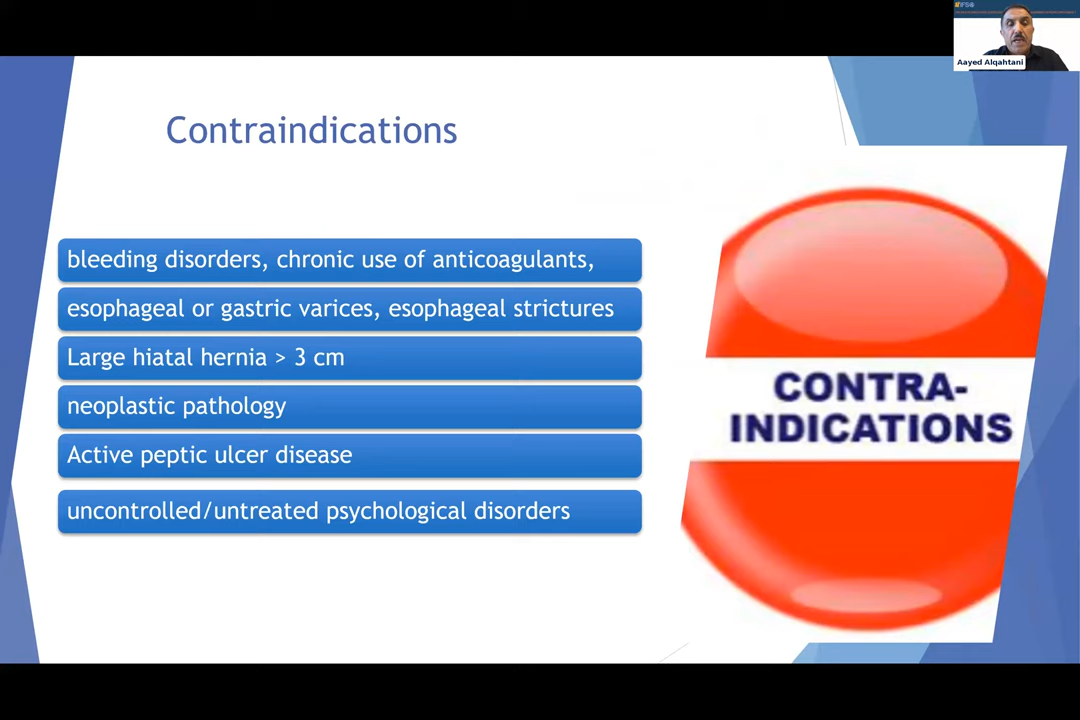 IFSO
Aayed Alqahtani
Contraindications
bleeding disorders, chronic use of anticoagulants,
esophageal or gastric varices, esophageal strictures
Large hiatal hernia > 3 cm
neoplastic pathology
Active peptic ulcer disease
uncontrolled/untreated psychological disorders
CONTRA-
INDICATIONS